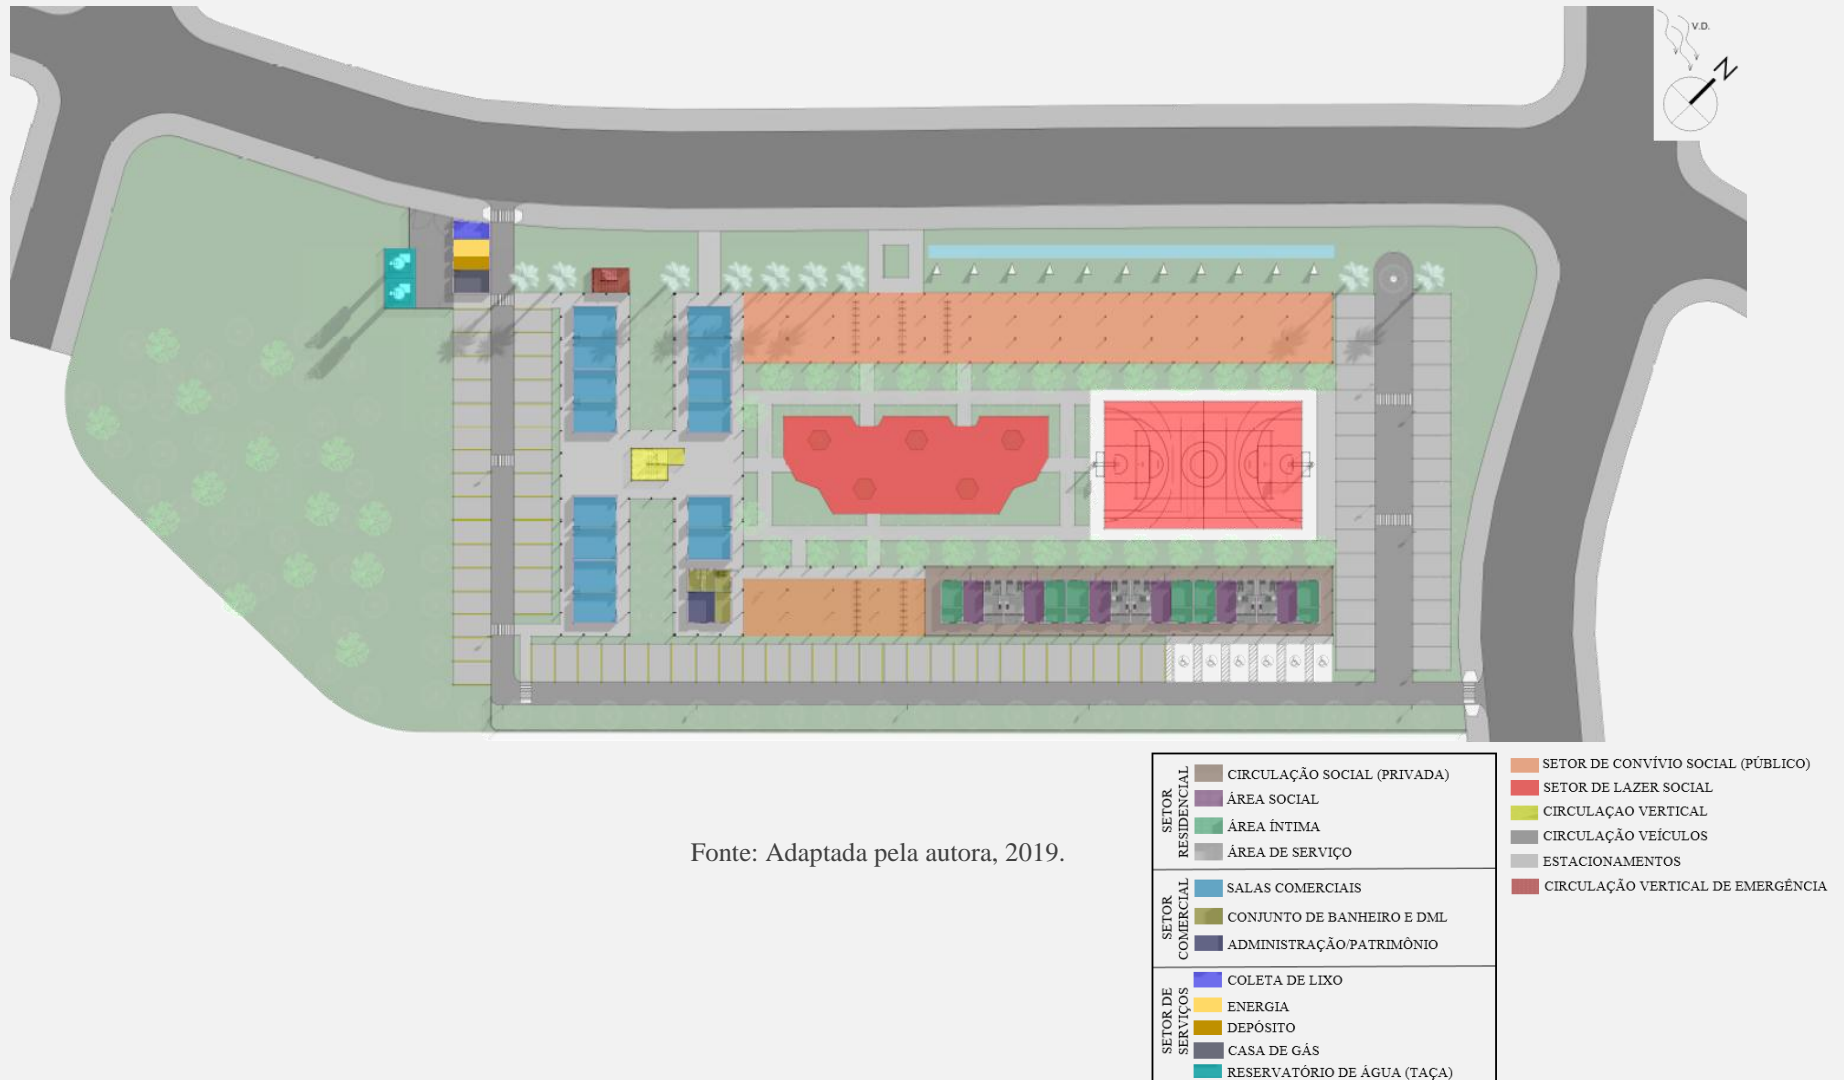 V.D.
N
SETOR RESIDENCIAL
CIRCULAÇÃO SOCIAL (PRIVADA)
ÁREA SOCIAL
ÁREA ÍNTIMA
ÁREA DE SERVIÇO
SETOR COMERCIAL
SALAS COMERCIAIS
CONJUNTO DE BANHEIRO E DML
ADMINISTRAÇÃO/PATRIMÔNIO
SETOR DE SERVIÇOS
COLETA DE LIXO
ENERGIA
DEPÓSITO
CASA DE GÁS
RESERVATÓRIO DE ÁGUA (TAÇA)
SETOR DE CONVÍVIO SOCIAL (PÚBLICO)
SETOR DE LAZER SOCIAL
CIRCULAÇAO VERTICAL
CIRCULAÇÃO VEÍCULOS
ESTACIONAMENTOS
CIRCULAÇÃO VERTICAL DE EMERGÊNCIA
Fonte: Adaptada pela autora, 2019.